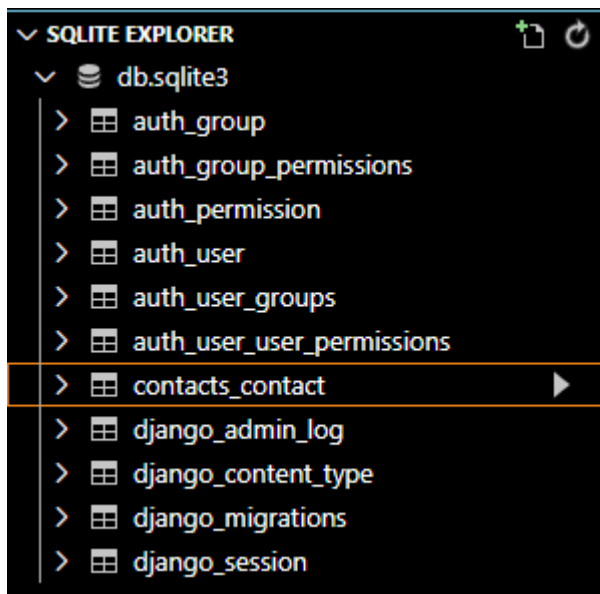 SQLITE EXPLORER
db.sqlite3
auth_group
auth_group_permissions
auth_permission
auth_user
auth_user_groups
auth_user_user_permissions
contacts_contact
django_admin_log
django_content_type
django_migrations
django_session